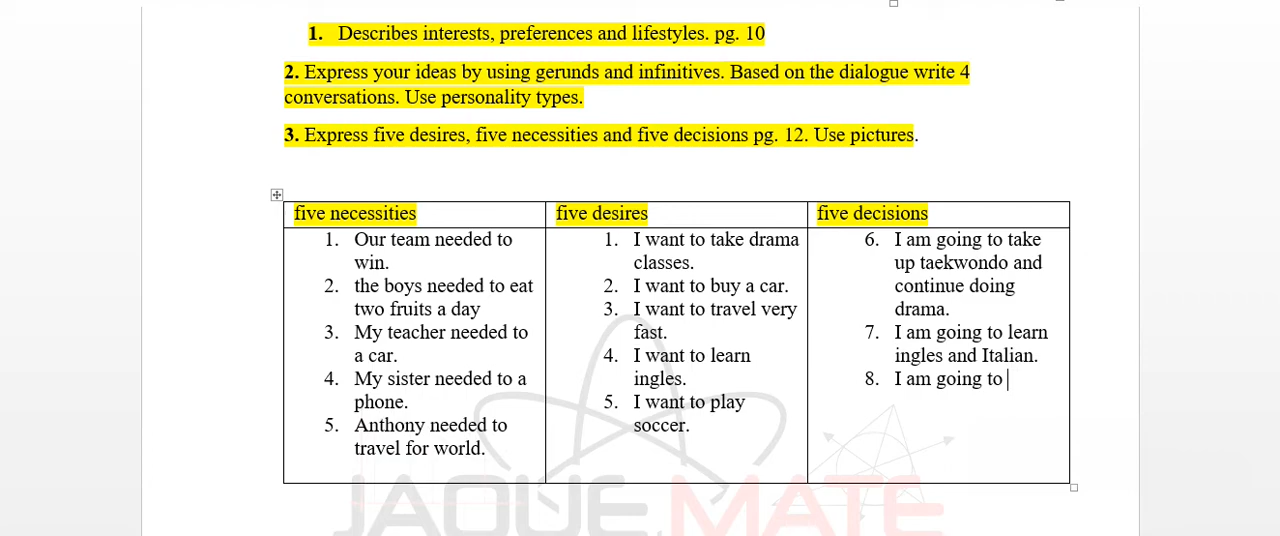 1. Describes interests, preferences and lifestyles. pg. 10
2. Express your ideas by using gerunds and infinitives. Based on the dialogue write 4
conversations. Use personality types.
3. Express five desires, five necessities and five decisions pg. 12. Use pictures.
five necessities
1. Our team needed to
win.
2. the boys needed to eat
two fruits a day
3. My teacher needed to
a car.
4. My sister needed to a
phone.
5. Anthony needed to
travel for world.
five desires
1. I want to take drama
classes.
2. I want to buy a car.
3. I want to travel very
fast.
4. I want to learn
ingles.
5. I want to play
soccer.
five decisions
6. I am going to take
up taekwondo and
continue doing
drama.
7. I am going to learn
ingles and Italian.
8. I am going to
JAQUE MATE